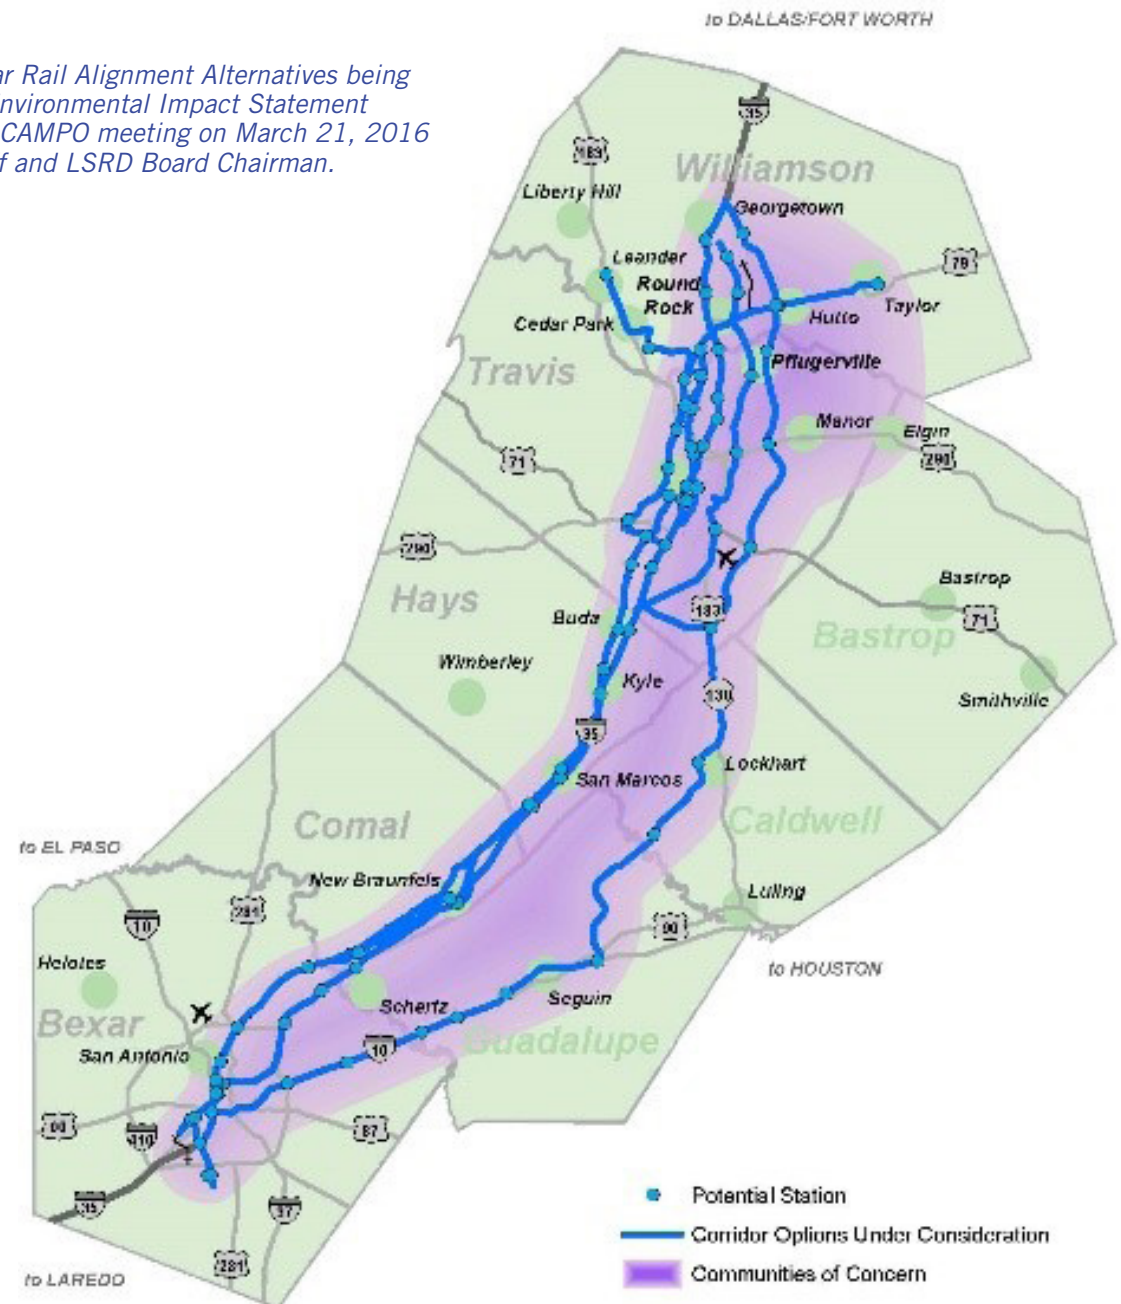 to DALLAS/FORT WORTH
ar Rail Alignment Alternatives being
nvironmental Impact Statement
CAMPO meeting on March 21, 2016
f and LSRD Board Chairman.
35
183
Williamson
Liberty Hill
Georgetown
Leander
79
Round
Rock
Taylor
Hutto
Cedar Park
Pflugerville
Travis
Manor
Elgin
290
71
290
Bastrop
Hays
183
71
Buda
Bastrop
Wimberley
Kyle
130
Smithville
35
Lockhart
San Marcos
Caldwell
Comal
to EL PASO
New Braunfels
Luling
281
10
90
Helotes
to HOUSTON
Schertz
Seguin
Bexar
10
Guadalupe
San Antonio
90
410
87
35
37
Potential Station
Corridor Options Under Consideration
281
to LAREDO
Communities of Concern